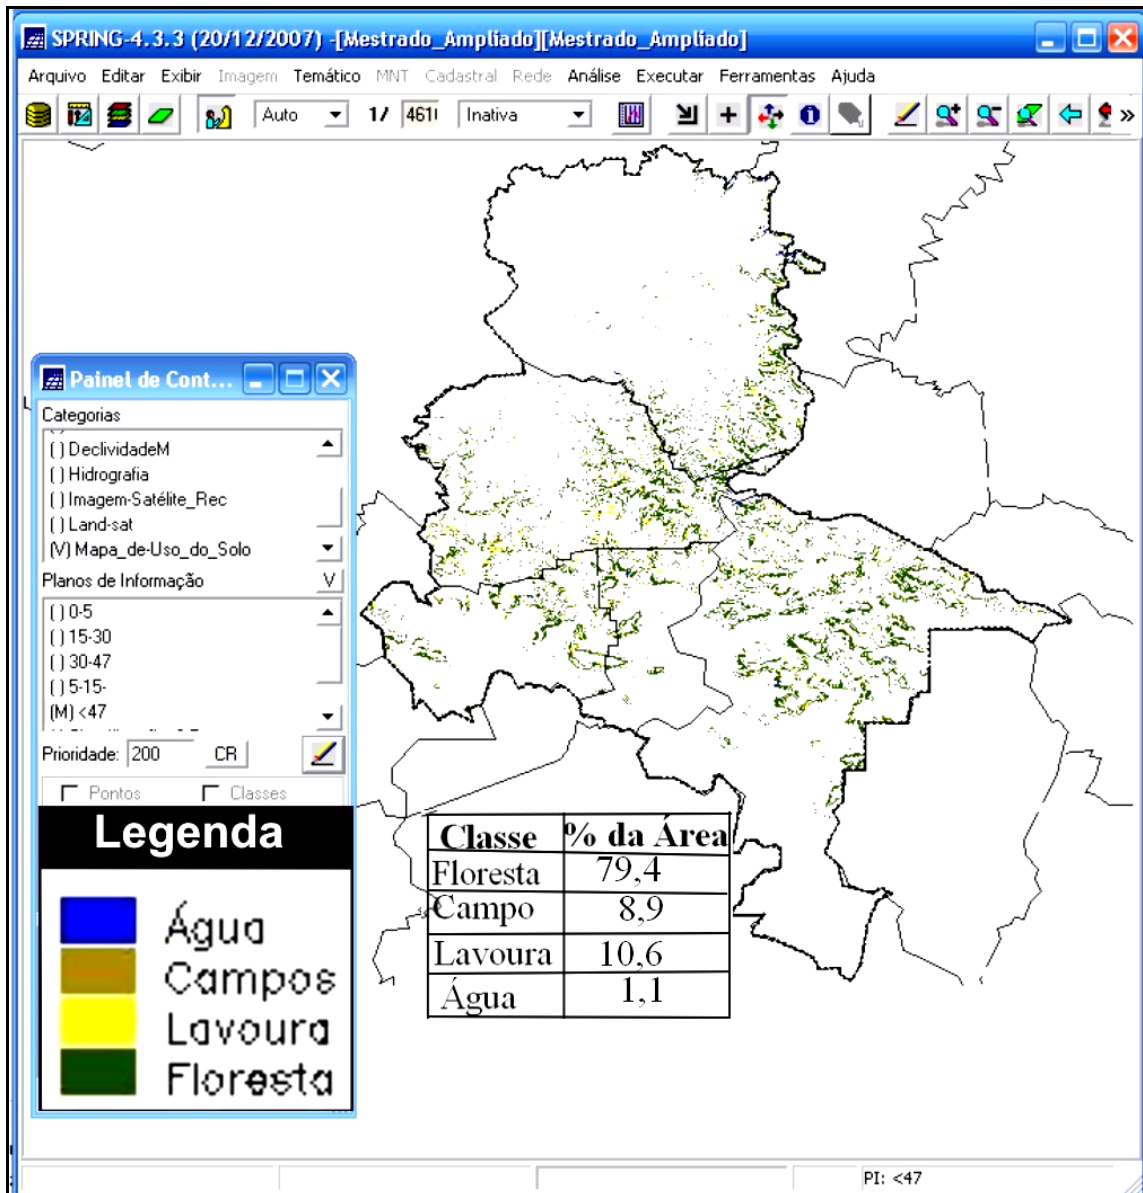 SPRING-4.3.3 (20/12/2007) -[Mestrado_Ampliado][Mestrado_Ampliado]
Arquivo Editar Exibir Imagem Temático MNT Cadastral Rede Análise Executar Ferramentas Ajuda
Auto 1/ Inativa »
Painel de Cont...
Categorias
( ) DeclividadeM
( ) Hidrografia
( ) Imagem-Satélite_Rec
( ) Land-sat
(V) Mapa_de-Uso_do_Solo
Planos de Informação V
( ) 0-5
( ) 15-30
( ) 30-47
( ) 5-15-
(M) <47
Prioridade: 200 CR
Pontos Classes
Legenda
Água
Campos
Lavoura
Floresta
Classe % da Área
Floresta 79,4
Campo 8,9
Lavoura 10,6
Água 1,1
PI: <47